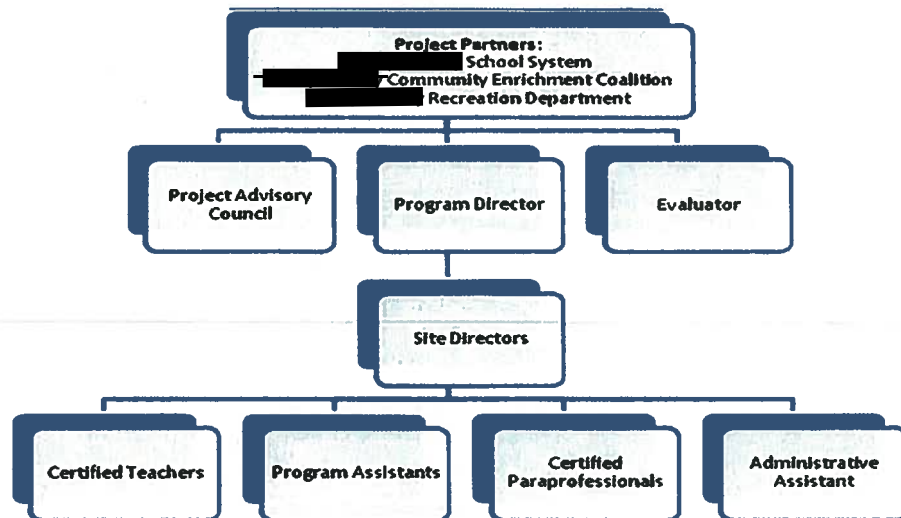 Project Partners:
School System
Community Enrichment Coalition
Recreation Department
Project Advisory
Council
Program Director
Evaluator
Site Directors
Certified Teachers
Program Assistants
Certified
Paraprofessionals
Administrative
Assistant